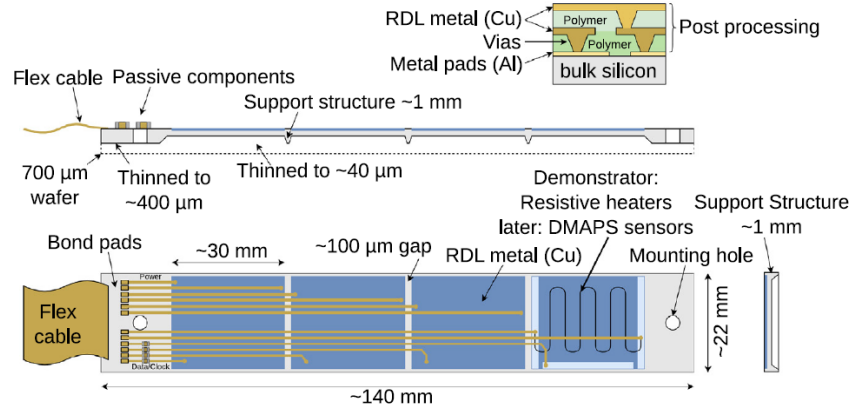 RDL metal (Cu)
Polymer
Post processing
Vias
Polymer
Metal pads (Al)
bulk silicon
Flex cable
Passive components
Support structure ~1 mm
700 µm
wafer
Thinned to
~400 µm
Thinned to ~40 µm
Demonstrator:
Resistive heaters
later: DMAPS sensors
Support Structure
~1 mm
Bond pads
~30 mm
~100 µm gap
RDL metal (Cu)
Mounting hole
Power
Flex
cable
Data/Clock
~22 mm
~140 mm